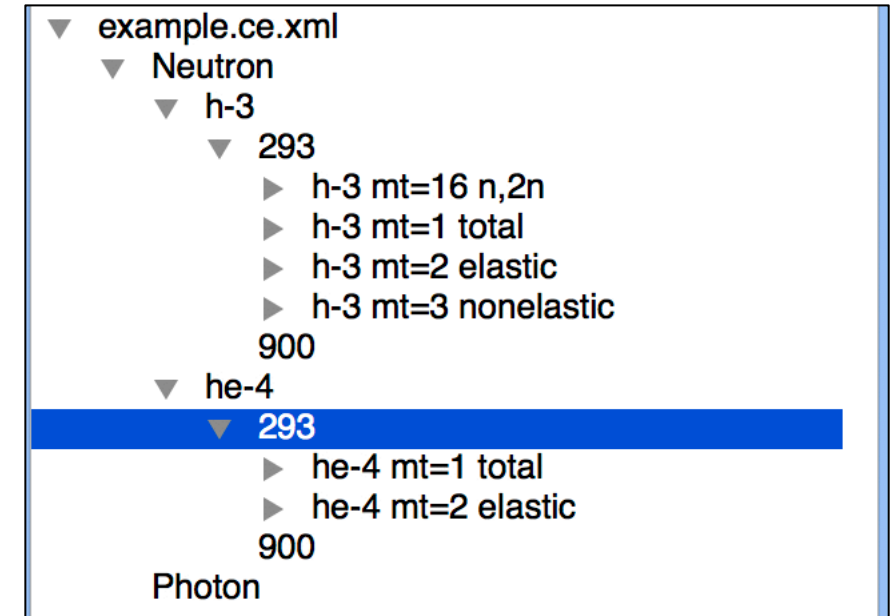 example.ce.xml
Neutron
h-3
293
h-3 mt=16 n,2n
h-3 mt=1 total
h-3 mt=2 elastic
h-3 mt=3 nonelastic
900
he-4
293
he-4 mt=1 total
he-4 mt=2 elastic
900
Photon